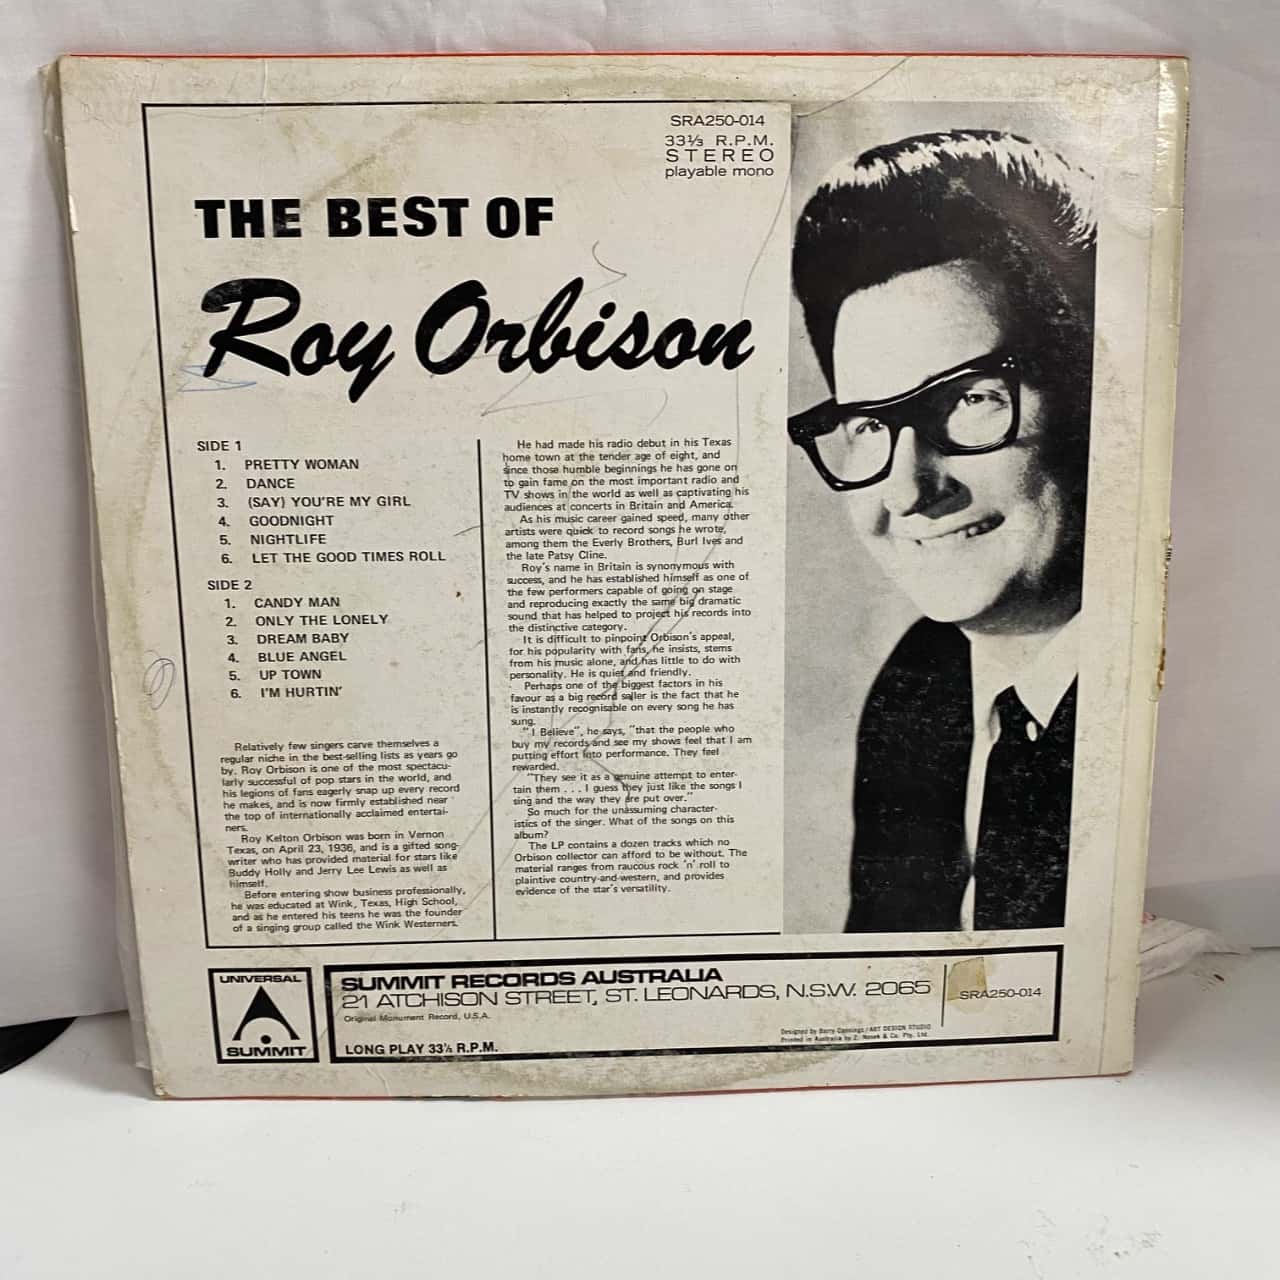 SRA250-014
33⅓ R.P.M.
STEREO
playable mono
THE BEST OF
Roy Orbison
SIDE 1
1. PRETTY WOMAN
2. DANCE
3. (SAY) YOU'RE MY GIRL
4. GOODNIGHT
5. NIGHTLIFE
6. LET THE GOOD TIMES ROLL
SIDE 2
1. CANDY MAN
2. ONLY THE LONELY
3. DREAM BABY
4. BLUE ANGEL
5. UP TOWN
6. I'M HURTIN'
Relatively few singers carve themselves a
regular niche in the best-selling lists as years go
by. Roy Orbison is one of the most spectacu-
larly successful of pop stars in the world, and
his legions of fans eagerly snap up every record
he makes, and is now firmly established near
the top of internationally acclaimed entertai-
ners.
Roy Kelton Orbison was born in Vernon
Texas, on April 23, 1936, and is a gifted song-
writer who has provided material for stars like
Buddy Holly and Jerry Lee Lewis as well as
himself.
Before entering show business professionally,
he was educated at Wink, Texas, High School,
and as he entered his teens he was the founder
of a singing group called the Wink Westerners.
He had made his radio debut in his Texas
home town at the tender age of eight, and
since those humble beginnings he has gone on
to gain fame on the most important radio and
TV shows in the world as well as captivating his
audiences at concerts in Britain and America.
As his music career gained speed, many other
artists were quick to record songs he wrote,
among them the Everly Brothers, Burl Ives and
the late Patsy Cline.
Roy's name in Britain is synonymous with
success, and he has established himself as one of
the few performers capable of going on stage
and reproducing exactly the same big dramatic
sound that has helped to project his records into
the distinctive category.
It is difficult to pinpoint Orbison's appeal,
for his popularity with fans, he insists, stems
from his music alone, and has little to do with
personality. He is quiet and friendly.
Perhaps one of the biggest factors in his
favour as a big record seller is the fact that he
is instantly recognisable on every song he has
sung.
"I Believe", he says, "that the people who
buy my records and see my shows feel that I am
putting effort into performance. They feel
rewarded.
"They see it as a genuine attempt to enter-
tain them . . . I guess they just like the songs I
sing and the way they are put over."
So much for the unassuming character-
istics of the singer. What of the songs on this
album?
The LP contains a dozen tracks which no
Orbison collector can afford to be without. The
material ranges from raucous rock 'n' roll to
plaintive country-and-western, and provides
evidence of the star's versatility.
UNIVERSAL
SUMMIT
SUMMIT RECORDS AUSTRALIA
21 ATCHISON STREET, ST. LEONARDS, N.S.W. 2065
Original Monument Record, U.S.A.
LONG PLAY 33⅓ R.P.M.
SRA250-014
Designed by Barry Cannings/ART DESIGN STUDIO
Printed in Australia by Z. Nosek & Co. Pty. Ltd.